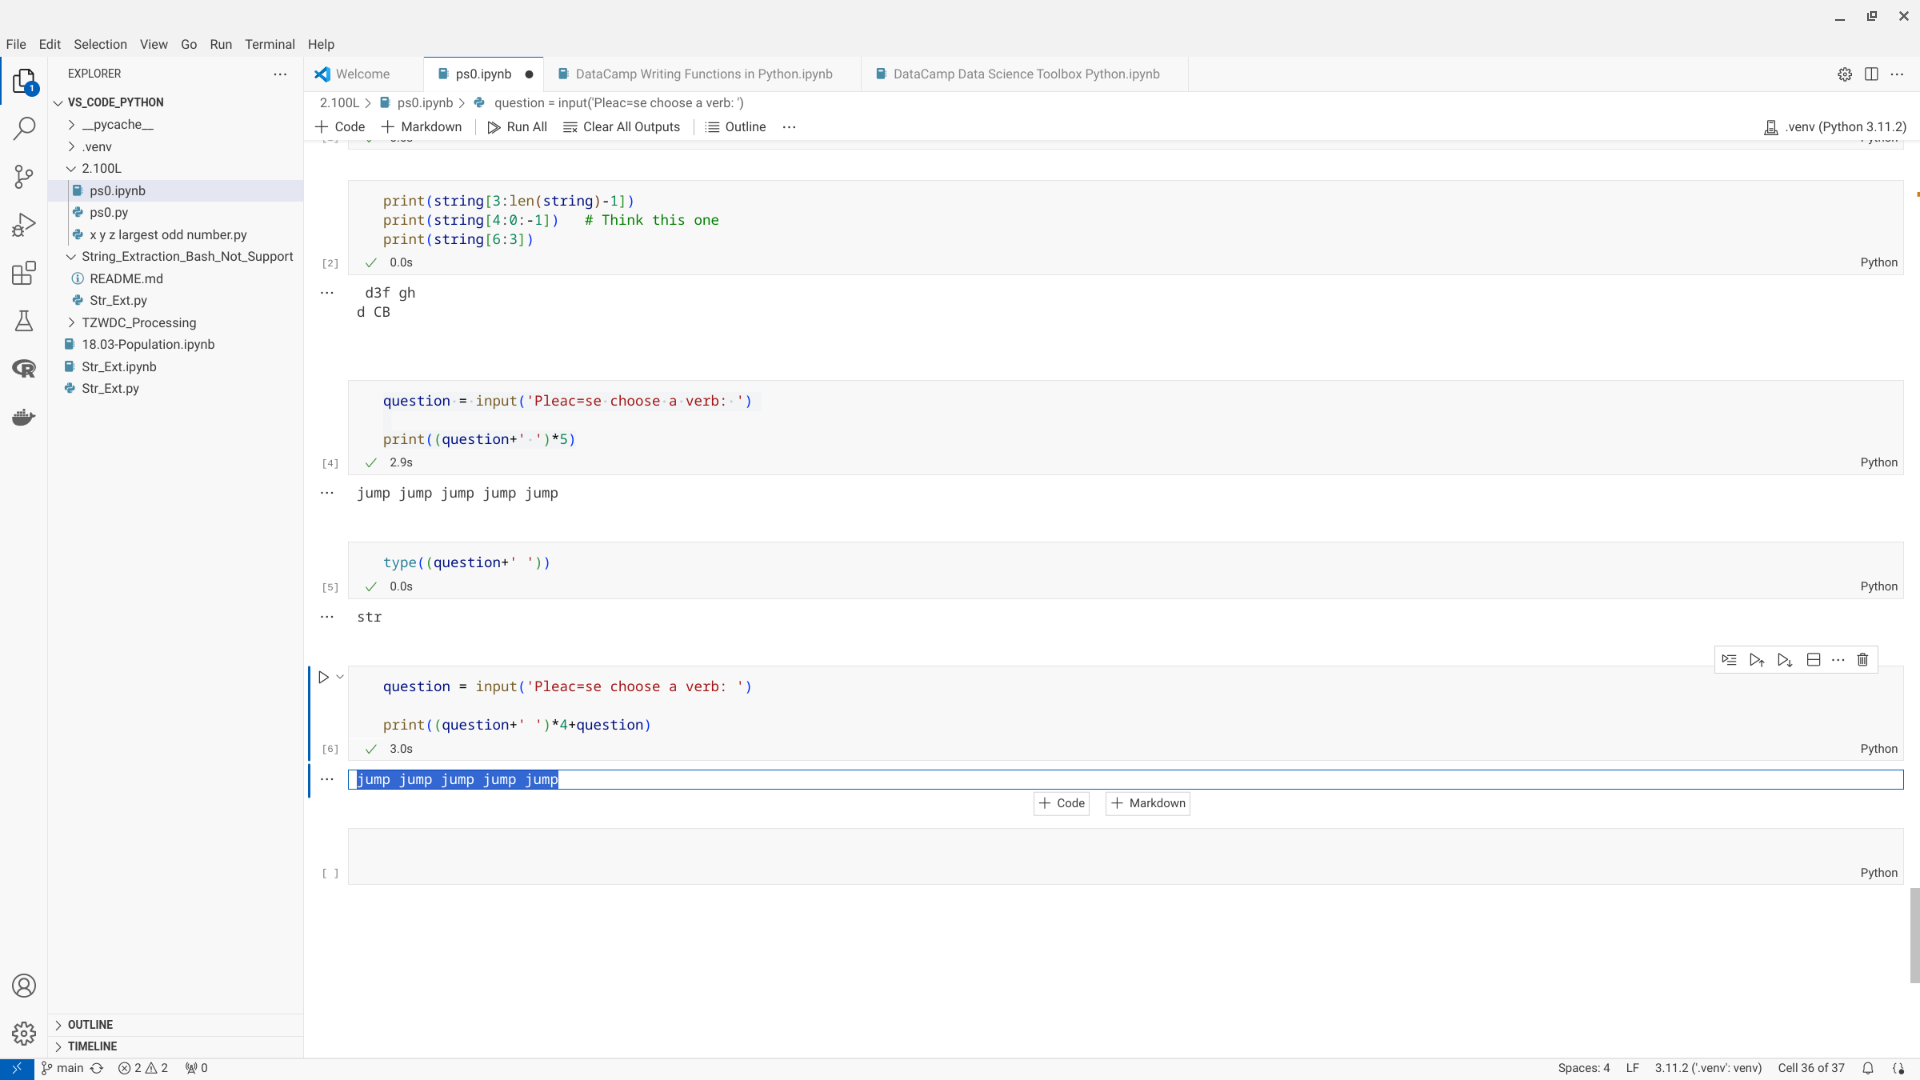 File Edit Selection View Go Run Terminal Help
EXPLORER
VS_CODE_PYTHON
__pycache__
.venv
2.100L
ps0.ipynb
ps0.py
x y z largest odd number.py
String_Extraction_Bash_Not_Support
README.md
Str_Ext.py
TZWDC_Processing
18.03-Population.ipynb
Str_Ext.ipynb
Str_Ext.py
OUTLINE
TIMELINE
1
Welcome ps0.ipynb DataCamp Writing Functions in Python.ipynb DataCamp Data Science Toolbox Python.ipynb
2.100L > ps0.ipynb > question = input('Pleac=se choose a verb: ')
+ Code + Markdown Run All Clear All Outputs Outline ... .venv (Python 3.11.2)
print(string[3:len(string)-1])
print(string[4:0:-1]) # Think this one
print(string[6:3])
[2] 0.0s Python
d3f gh
d CB
question = input('Pleac=se choose a verb: ')
print((question+' ')*5)
[4] 2.9s Python
jump jump jump jump jump
type((question+' '))
[5] 0.0s Python
str
question = input('Pleac=se choose a verb: ')
print((question+' ')*4+question)
[6] 3.0s Python
jump jump jump jump jump
+ Code + Markdown
[ ] Python
main 2 2 0 Spaces: 4 LF 3.11.2 ('.venv': venv) Cell 36 of 37